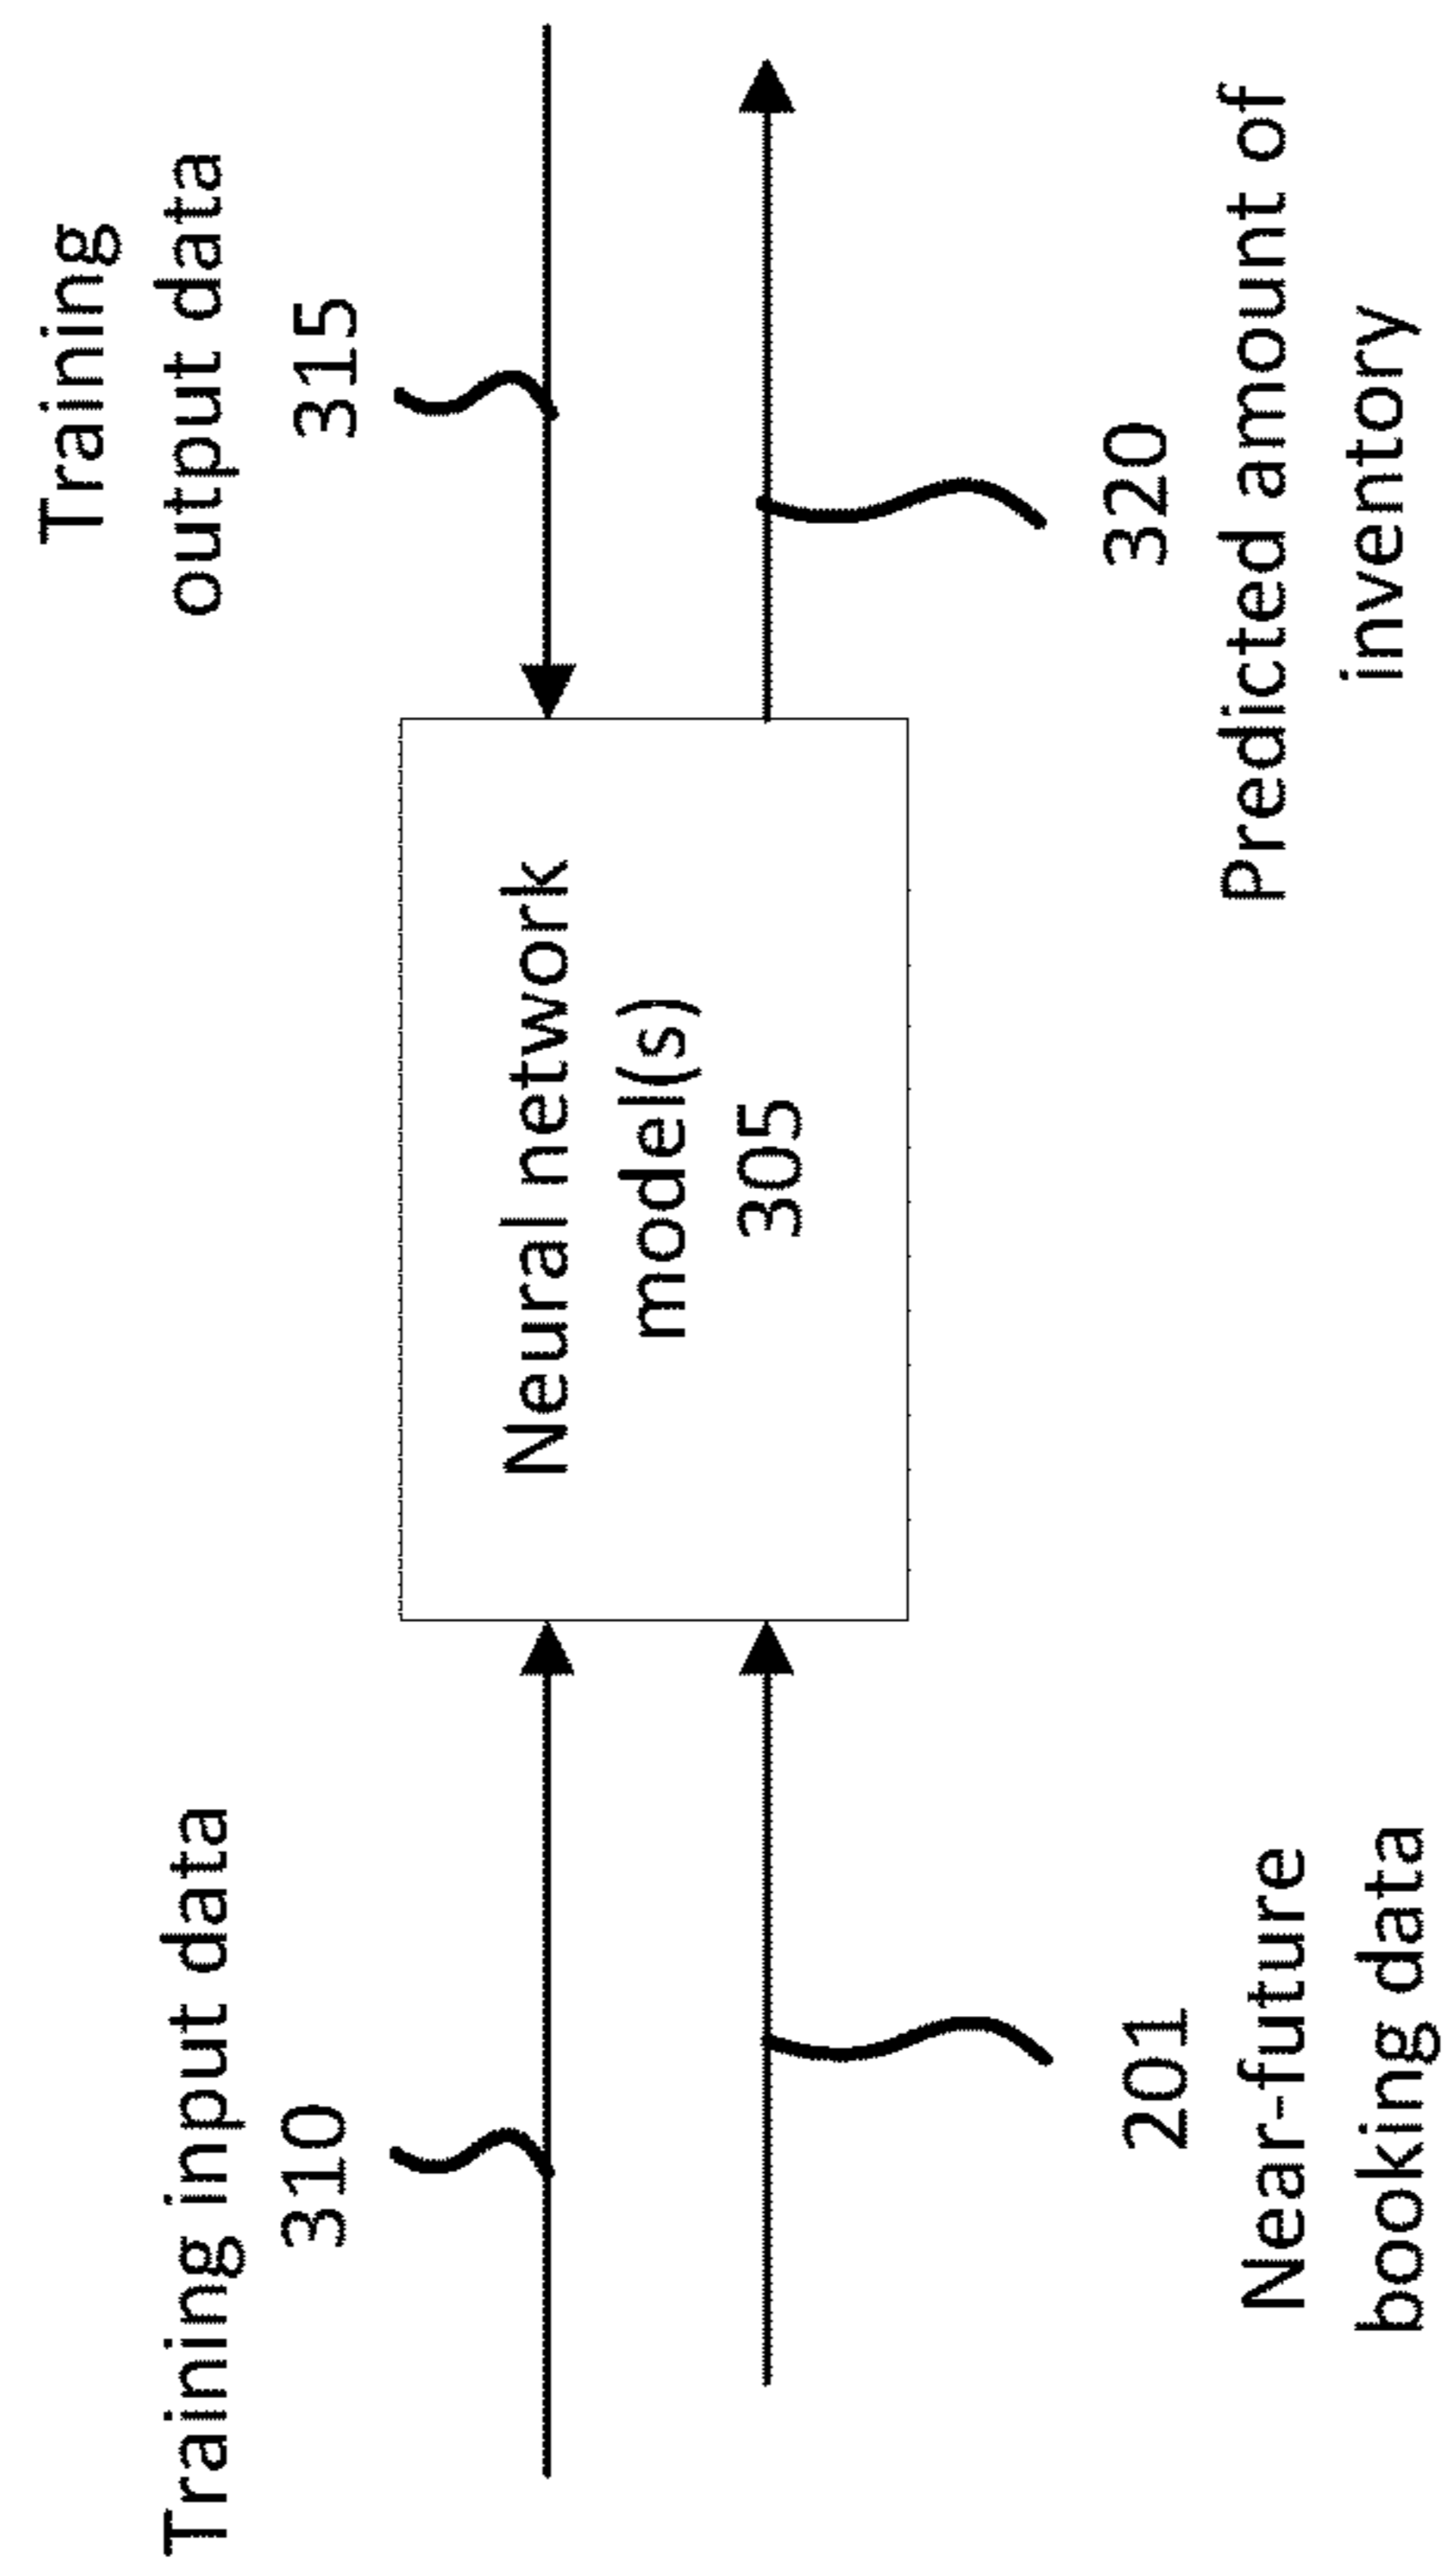 Training input data
310
Training
output data
315
Neural network
model(s)
305
201
Near-future
booking data
320
Predicted amount of
inventory